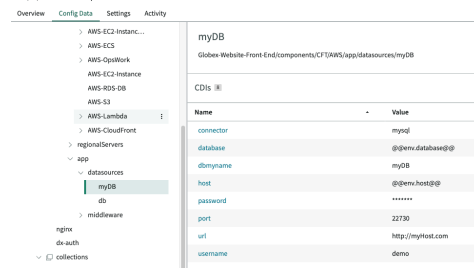 Overview Config Data Settings Activity
AWS-EC2-Instanc...
AWS-ECS
AWS-OpsWork
AWS-EC2-Instance
AWS-RDS-DB
AWS-S3
AWS-Lambda
AWS-CloudFront
regionalServers
app
datasources
myDB
db
middleware
nginx
dx-auth
collections
myDB
Globex-Website-Front-End/components/CFT/AWS/app/datasources/myDB
CDIs 8
Name Value
connector mysql
database @@env.database@@
dbmyname myDB
host @@env.host@@
password *******
port 22730
url http://myHost.com
username demo